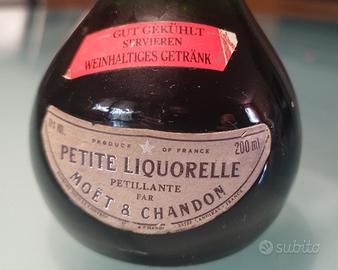 GUT GEKÜHLT
SERVIEREN
WEINHALTIGES GETRÄNK
PRODUCE OF FRANCE
200 ml
PETITE LIQUORELLE
PETILLANTE
PAR
MOËT & CHANDON
subito